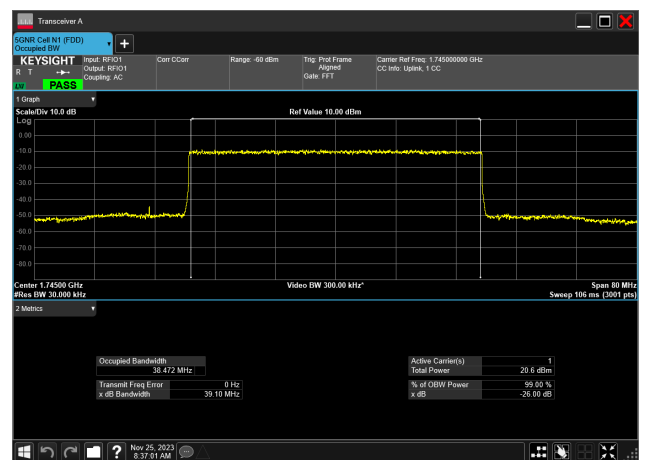 Transceiver A
5GNR Cell N1 (FDD)
Occupied BW
KEYSIGHT
R T
LV PASS
Input: RFIO1
Output: RFIO1
Coupling: AC
Corr CCorr
Range: -60 dBm
Trig: Prot Frame
Aligned
Gate: FFT
Carrier Ref Freq: 1.745000000 GHz
CC Info: Uplink, 1 CC
1 Graph
Scale/Div 10.0 dB
Ref Value 10.00 dBm
Log
0.00
-10.0
-20.0
-30.0
-40.0
-50.0
-60.0
-70.0
-80.0
Center 1.74500 GHz
Video BW 300.00 kHz^
Span 80 MHz
#Res BW 30.000 kHz
Sweep 106 ms (3001 pts)
2 Metrics
Occupied Bandwidth
38.472 MHz
Transmit Freq Error 0 Hz
x dB Bandwidth 39.10 MHz
Active Carrier(s) 1
Total Power 20.6 dBm
% of OBW Power 99.00 %
x dB -26.00 dB
Nov 25, 2023
8:37:01 AM